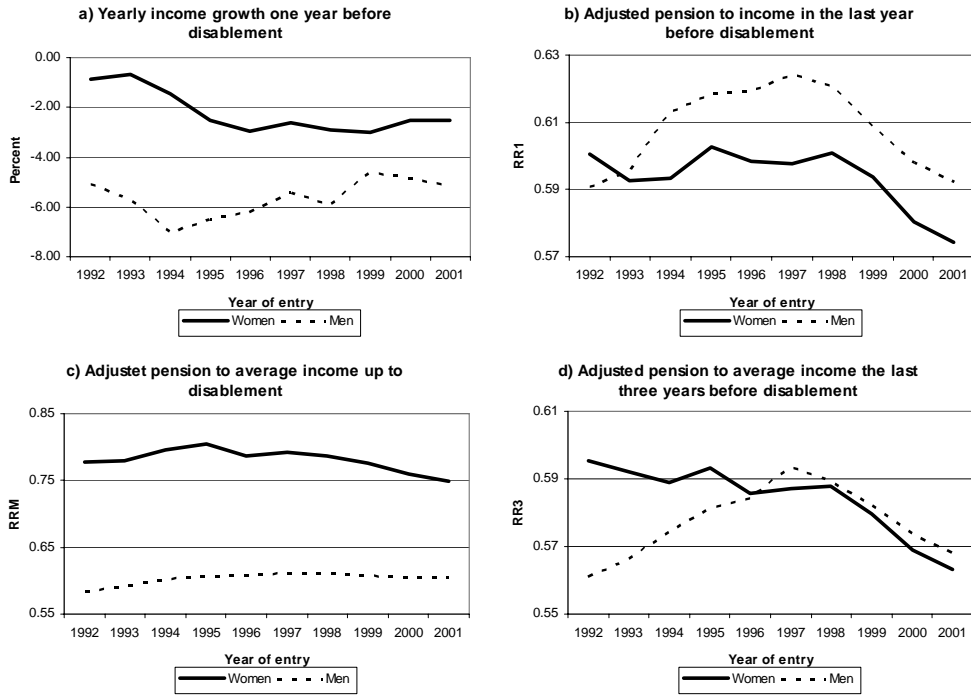 a) Yearly income growth one year before
disablement
0.00
-2.00
-4.00
-6.00
-8.00
Percent
1992 1993 1994 1995 1996 1997 1998 1999 2000 2001
Year of entry
Women Men
b) Adjusted pension to income in the last year
before disablement
0.63
0.61
0.59
0.57
RR1
1992 1993 1994 1995 1996 1997 1998 1999 2000 2001
Year of entry
Women Men
c) Adjustet pension to average income up to
disablement
0.85
0.75
0.65
0.55
RRM
1992 1993 1994 1995 1996 1997 1998 1999 2000 2001
Year of entry
Women Men
d) Adjusted pension to average income the last
three years before disablement
0.61
0.59
0.57
0.55
RR3
1992 1993 1994 1995 1996 1997 1998 1999 2000 2001
Year of entry
Women Men